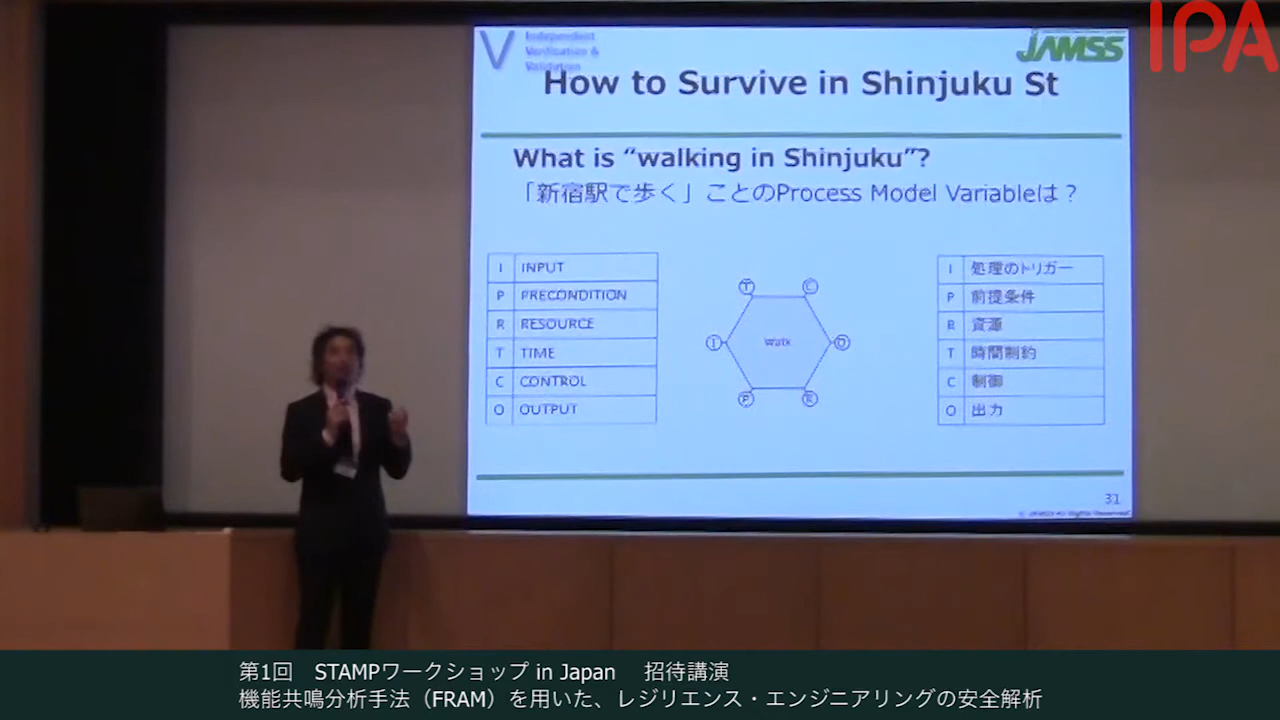 IPA
V
Independent
Verification &
Validation
JAMSS
How to Survive in Shinjuku St
What is “walking in Shinjuku”?
「新宿駅で歩く」ことのProcess Model Variableは？
I INPUT
P PRECONDITION
R RESOURCE
T TIME
C CONTROL
O OUTPUT
T C
I Walk O
P R
I 処理のトリガー
P 前提条件
R 資源
T 時間制約
C 制御
O 出力
31
© JAMSS All Rights Reserved
第1回 STAMPワークショップ in Japan 招待講演
機能共鳴分析手法（FRAM）を用いた、レジリエンス・エンジニアリングの安全解析